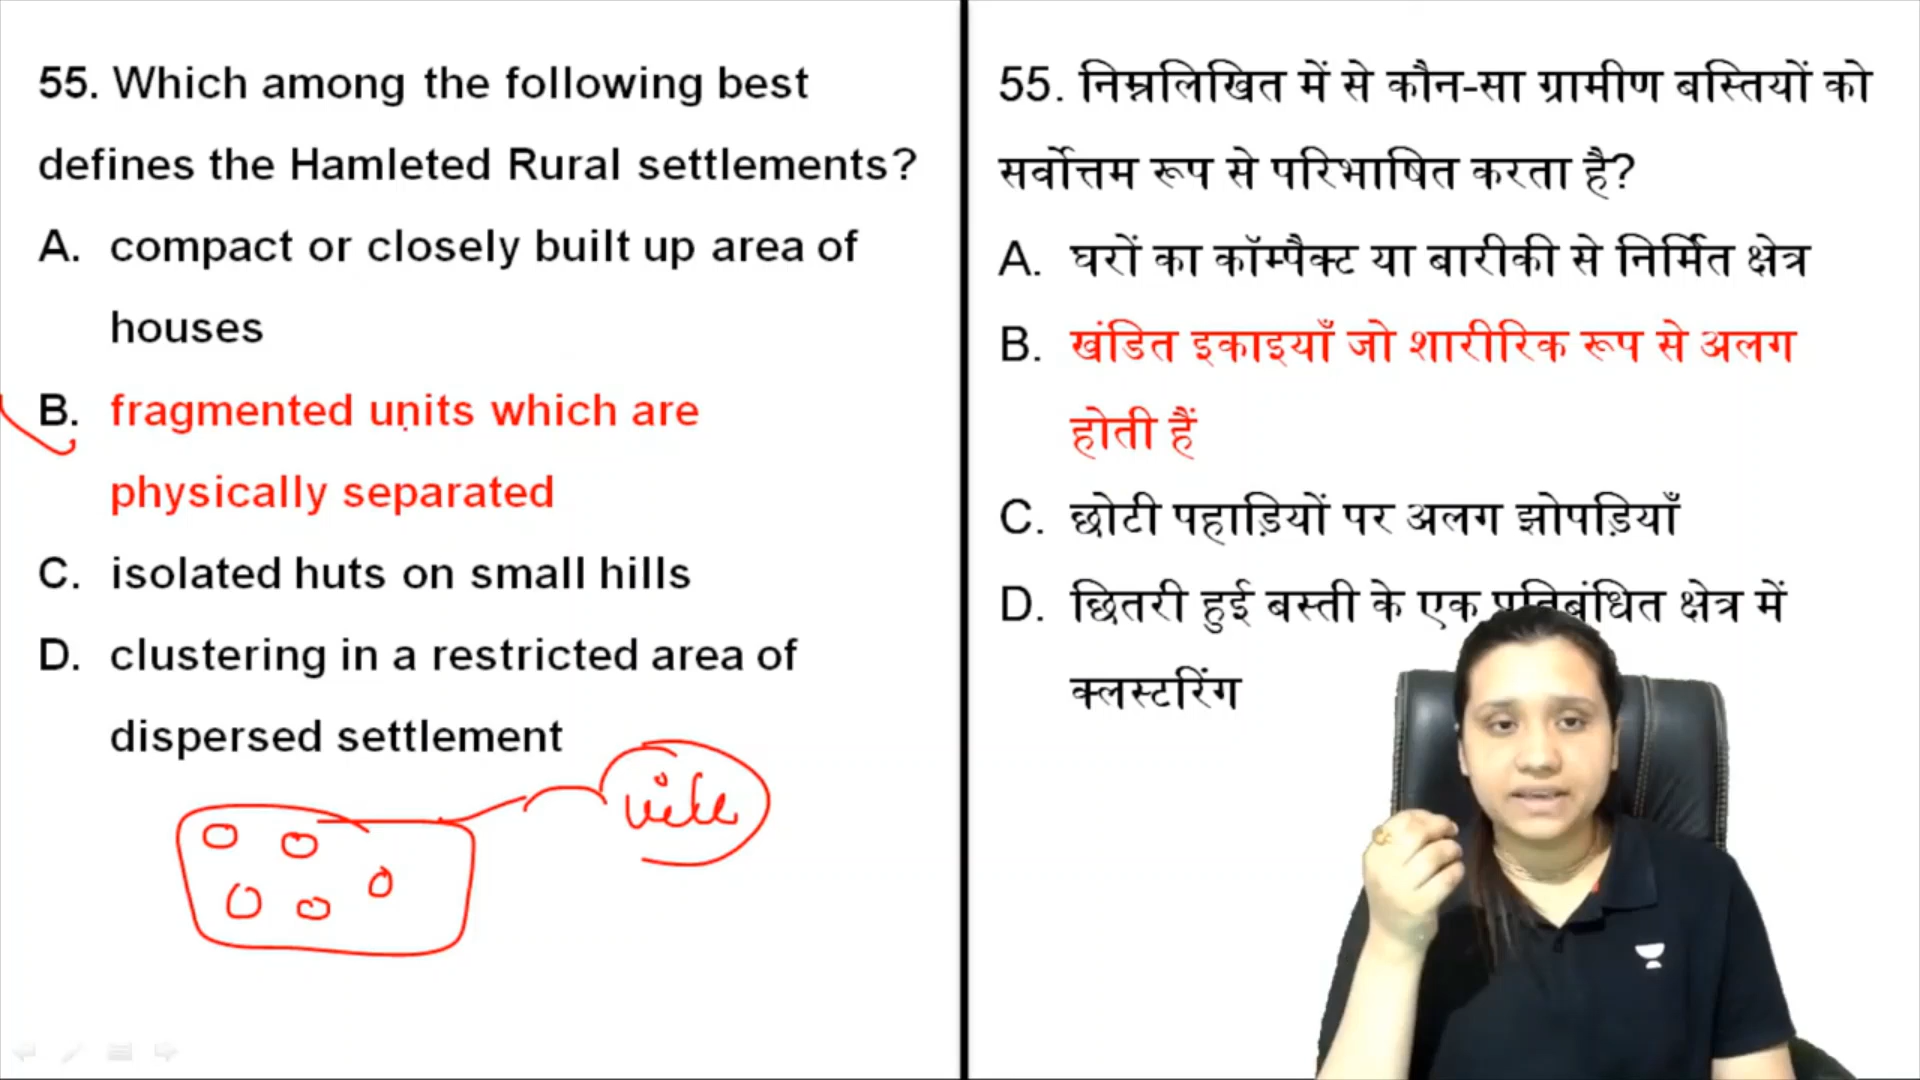 55. Which among the following best
defines the Hamleted Rural settlements?
A. compact or closely built up area of
houses
B. fragmented units which are
physically separated
C. isolated huts on small hills
D. clustering in a restricted area of
dispersed settlement
55. निम्नलिखित में से कौन-सा ग्रामीण बस्तियों को
सर्वोत्तम रूप से परिभाषित करता है?
A. घरों का कॉम्पैक्ट या बारीकी से निर्मित क्षेत्र
B. खंडित इकाइयाँ जो शारीरिक रूप से अलग
होती हैं
C. छोटी पहाड़ियों पर अलग झोपड़ियाँ
D. छितरी हुई बस्ती के एक प्रतिबंधित क्षेत्र में
क्लस्टरिंग